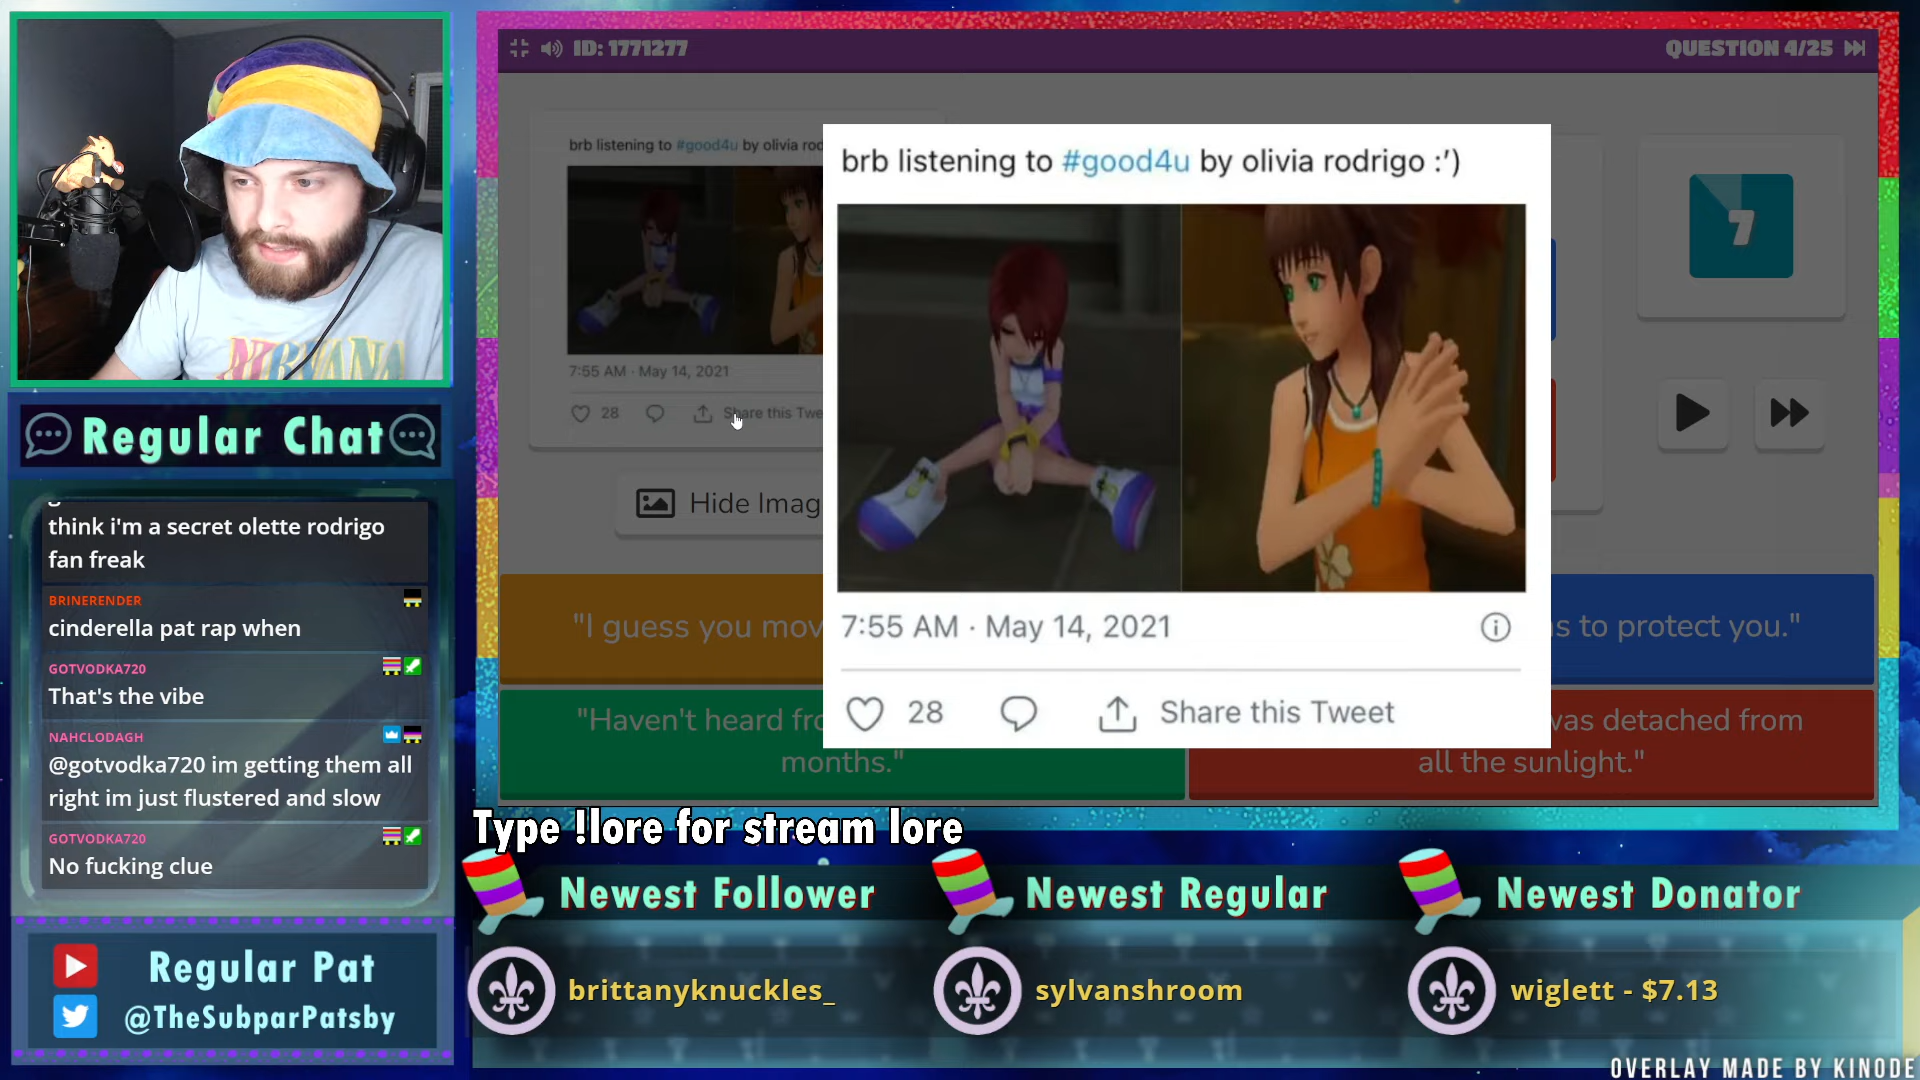 ID: 1771277
QUESTION 4/25
brb listening to #good4u by olivia rod
7:55 AM · May 14, 2021
28
Share this Twe
Hide Imag
brb listening to #good4u by olivia rodrigo :')
7:55 AM · May 14, 2021
28
Share this Tweet
7
"I guess you mov
s to protect you."
"Haven't heard fro
months."
was detached from
all the sunlight."
NIRVANA
Regular Chat
think i'm a secret olette rodrigo
fan freak
BRINERENDER
cinderella pat rap when
GOTVODKA720
That's the vibe
NAHCLODAGH
@gotvodka720 im getting them all
right im just flustered and slow
GOTVODKA720
No fucking clue
Regular Pat
@TheSubparPatsby
Type !lore for stream lore
Newest Follower
brittanyknuckles_
Newest Regular
sylvanshroom
Newest Donator
wiglett - $7.13
OVERLAY MADE BY KINODE